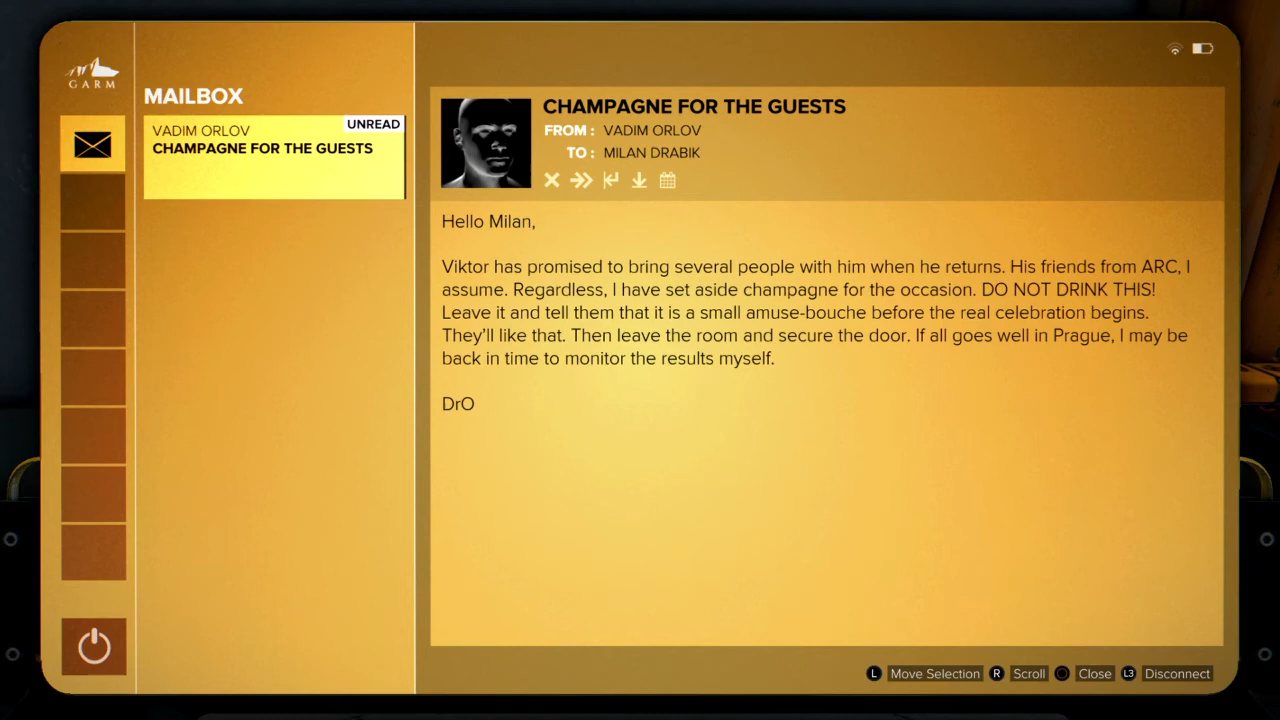 GARM
MAILBOX
UNREAD
VADIM ORLOV
CHAMPAGNE FOR THE GUESTS
CHAMPAGNE FOR THE GUESTS
FROM : VADIM ORLOV
TO : MILAN DRABIK
Hello Milan,
Viktor has promised to bring several people with him when he returns. His friends from ARC, I
assume. Regardless, I have set aside champagne for the occasion. DO NOT DRINK THIS!
Leave it and tell them that it is a small amuse-bouche before the real celebration begins.
They'll like that. Then leave the room and secure the door. If all goes well in Prague, I may be
back in time to monitor the results myself.
DrO
L Move Selection R Scroll Close L3 Disconnect